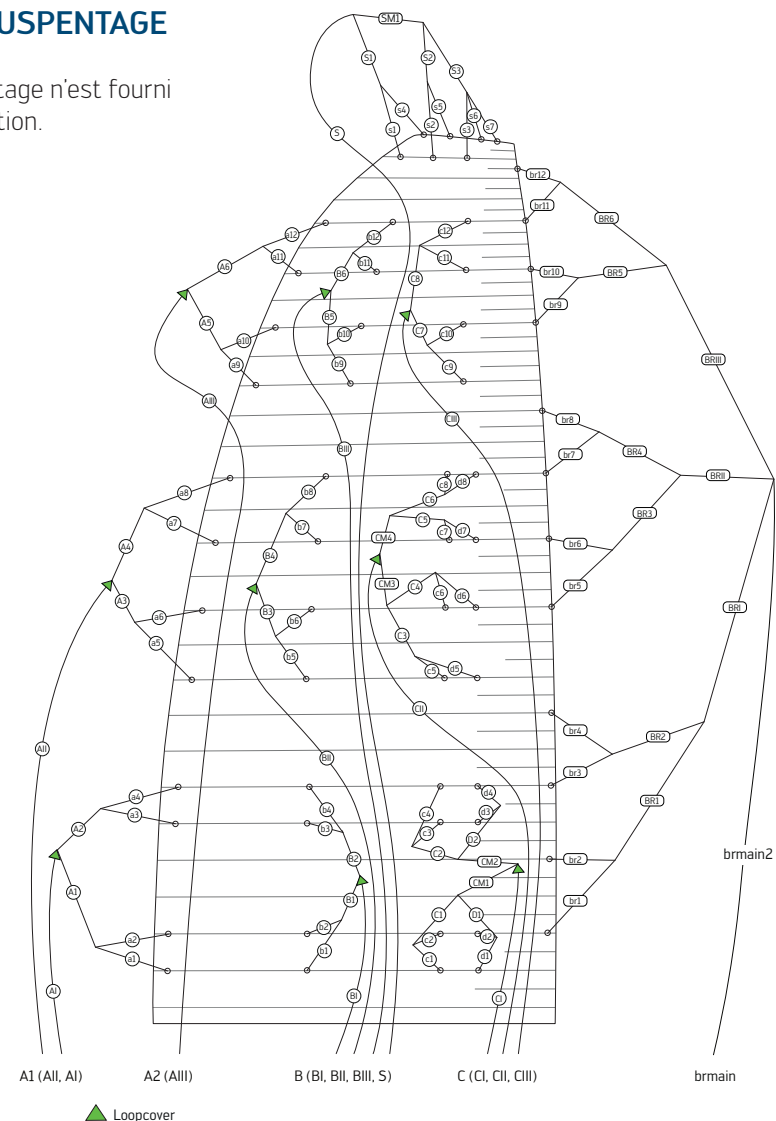 USPENTAGE
tage n'est fourni
tion.
SM1
S1
S2
S3
s4
s5
s6
s1
s2
s3
s7
S
br12
br11
BR6
a12
a11
A6
b12
b11
B6
c12
c11
C8
br10
BR5
br9
A5
a10
a9
B5
b10
b9
C7
c10
c9
BRIII
AIII
CIII
BIII
br8
br7
BR4
BRII
a8
a7
A4
b8
b7
B4
c8
d8
C6
C5
c7
d7
CM4
BR3
br6
br5
A3
a6
a5
B3
b6
b5
CM3
C4
c6
d6
C3
c5
d5
BRI
CII
AII
BII
br4
br3
BR2
BR1
a4
a3
A2
b4
b3
B2
c4
c3
C2
d4
d3
D2
CM2
br2
brmain2
A1
a2
a1
B1
b2
b1
CM1
C1
D1
c2
c1
d2
d1
br1
AI
BI
CI
A1 (AII, AI)
A2 (AIII)
B (BI, BII, BIII, S)
C (CI, CII, CIII)
brmain
Loopcover